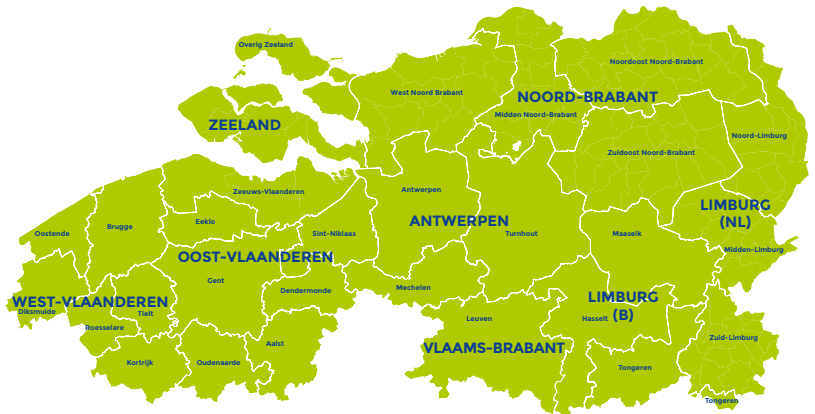 Overig Zeeland
Noordoost Noord-Brabant
West Noord Brabant
NOORD-BRABANT
Midden Noord-Brabant
ZEELAND
Noord-Limburg
Zuidoost Noord-Brabant
Zeeuws-Vlaanderen
Antwerpen
LIMBURG
(NL)
Eeklo
ANTWERPEN
Brugge
Oostende
Sint-Niklaas
Turnhout
Maaseik
Midden-Limburg
OOST-VLAANDEREN
Gent
Dendermonde
Mechelen
WEST-VLAANDEREN
LIMBURG
(B)
Diksmuide
Tielt
Leuven
Hasselt
Roesselare
Zuid-Limburg
Aalst
VLAAMS-BRABANT
Kortrijk
Oudenaarde
Tongeren
Tongeren